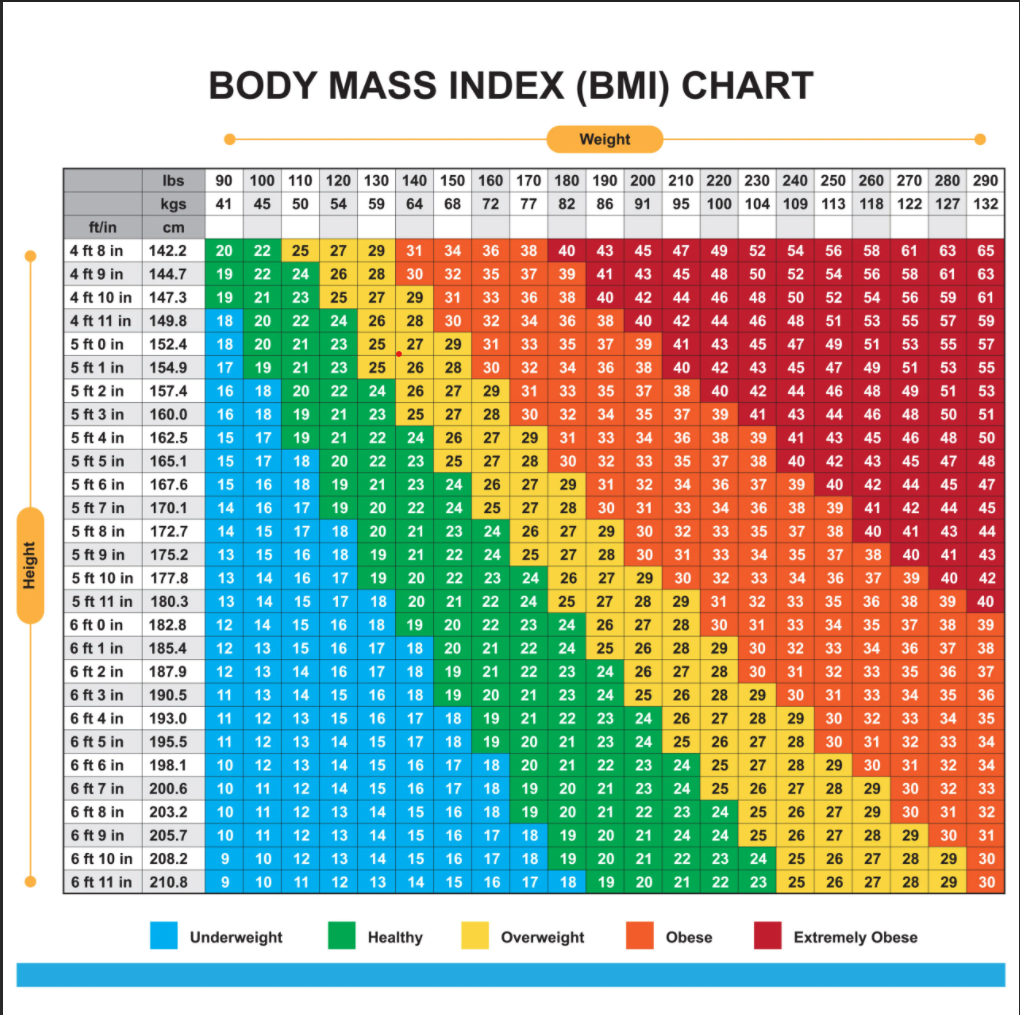 BODY MASS INDEX (BMI) CHART
Weight
lbs 90 100 110 120 130 140 150 160 170 180 190 200 210 220 230 240 250 260 270 280 290
kgs 41 45 50 54 59 64 68 72 77 82 86 91 95 100 104 109 113 118 122 127 132
ft/in cm
4 ft 8 in 142.2 20 22 25 27 29 31 34 36 38 40 43 45 47 49 52 54 56 58 61 63 65
4 ft 9 in 144.7 19 22 24 26 28 30 32 35 37 39 41 43 45 48 50 52 54 56 58 61 63
4 ft 10 in 147.3 19 21 23 25 27 29 31 33 36 38 40 42 44 46 48 50 52 54 56 59 61
4 ft 11 in 149.8 18 20 22 24 26 28 30 32 34 36 38 40 42 44 46 48 51 53 55 57 59
5 ft 0 in 152.4 18 20 21 23 25 27 29 31 33 35 37 39 41 43 45 47 49 51 53 55 57
5 ft 1 in 154.9 17 19 21 23 25 26 28 30 32 34 36 38 40 42 43 45 47 49 51 53 55
5 ft 2 in 157.4 16 18 20 22 24 26 27 29 31 33 35 37 38 40 42 44 46 48 49 51 53
5 ft 3 in 160.0 16 18 19 21 23 25 27 28 30 32 34 35 37 39 41 43 44 46 48 50 51
5 ft 4 in 162.5 15 17 19 21 22 24 26 27 29 31 33 34 36 38 39 41 43 45 46 48 50
5 ft 5 in 165.1 15 17 18 20 22 23 25 27 28 30 32 33 35 37 38 40 42 43 45 47 48
5 ft 6 in 167.6 15 16 18 19 21 23 24 26 27 29 31 32 34 36 37 39 40 42 44 45 47
5 ft 7 in 170.1 14 16 17 19 20 22 24 25 27 28 30 31 33 34 36 38 39 41 42 44 45
5 ft 8 in 172.7 14 15 17 18 20 21 23 24 26 27 29 30 32 33 35 37 38 40 41 43 44
5 ft 9 in 175.2 13 15 16 18 19 21 22 24 25 27 28 30 31 33 34 35 37 38 40 41 43
5 ft 10 in 177.8 13 14 16 17 19 20 22 23 24 26 27 29 30 32 33 34 36 37 39 40 42
5 ft 11 in 180.3 13 14 15 17 18 20 21 22 24 25 27 28 29 31 32 33 35 36 38 39 40
6 ft 0 in 182.8 12 14 15 16 18 19 20 22 23 24 26 27 28 30 31 33 34 35 37 38 39
6 ft 1 in 185.4 12 13 15 16 17 18 20 21 22 24 25 26 28 29 30 32 33 34 36 37 38
6 ft 2 in 187.9 12 13 14 16 17 18 19 21 22 23 24 26 27 28 30 31 32 33 35 36 37
6 ft 3 in 190.5 11 13 14 15 16 18 19 20 21 23 24 25 26 28 29 30 31 33 34 35 36
6 ft 4 in 193.0 11 12 13 15 16 17 18 19 21 22 23 24 26 27 28 29 30 32 33 34 35
6 ft 5 in 195.5 11 12 13 14 15 17 18 19 20 21 23 24 25 26 27 28 30 31 32 33 34
6 ft 6 in 198.1 10 12 13 14 15 16 17 18 20 21 22 23 24 25 27 28 29 30 31 32 34
6 ft 7 in 200.6 10 11 12 14 15 16 17 18 19 20 21 23 24 25 26 27 28 29 30 32 33
6 ft 8 in 203.2 10 11 12 13 14 15 16 18 19 20 21 22 23 24 25 26 27 29 30 31 32
6 ft 9 in 205.7 10 11 12 13 14 15 16 17 18 19 20 21 24 24 25 26 27 28 29 30 31
6 ft 10 in 208.2 9 10 12 13 14 15 16 17 18 19 20 21 22 23 24 25 26 27 28 29 30
6 ft 11 in 210.8 9 10 11 12 13 14 15 16 17 18 19 20 21 22 23 25 26 27 28 29 30
Height
Underweight Healthy Overweight Obese Extremely Obese